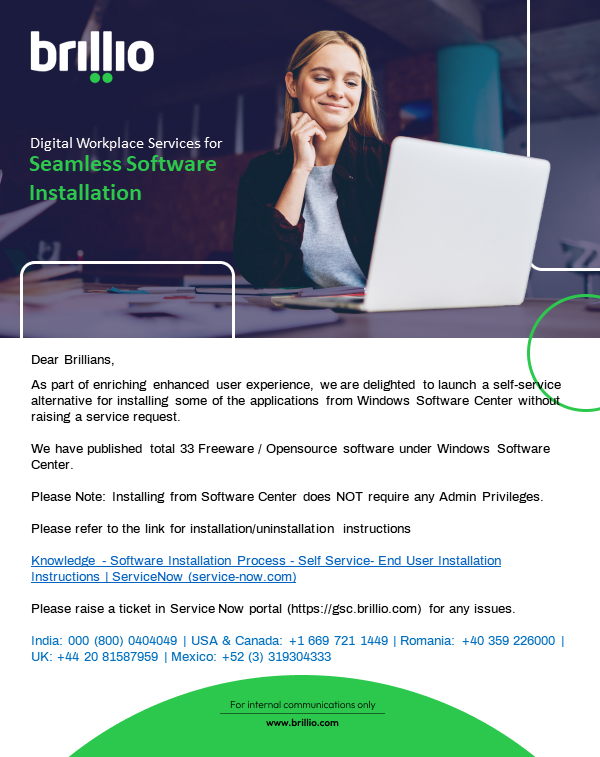 brillio
Digital Workplace Services for
Seamless Software
Installation
Dear Brillians,
As part of enriching enhanced user experience, we are delighted to launch a self-service
alternative for installing some of the applications from Windows Software Center without
raising a service request.
We have published total 33 Freeware / Opensource software under Windows Software
Center.
Please Note: Installing from Software Center does NOT require any Admin Privileges.
Please refer to the link for installation/uninstallation instructions
Knowledge - Software Installation Process - Self Service- End User Installation
Instructions | ServiceNow (service-now.com)
Please raise a ticket in Service Now portal (https://gsc.brillio.com) for any issues.
India: 000 (800) 0404049 | USA & Canada: +1 669 721 1449 | Romania: +40 359 226000 |
UK: +44 20 81587959 | Mexico: +52 (3) 319304333
For internal communications only
www.brillio.com